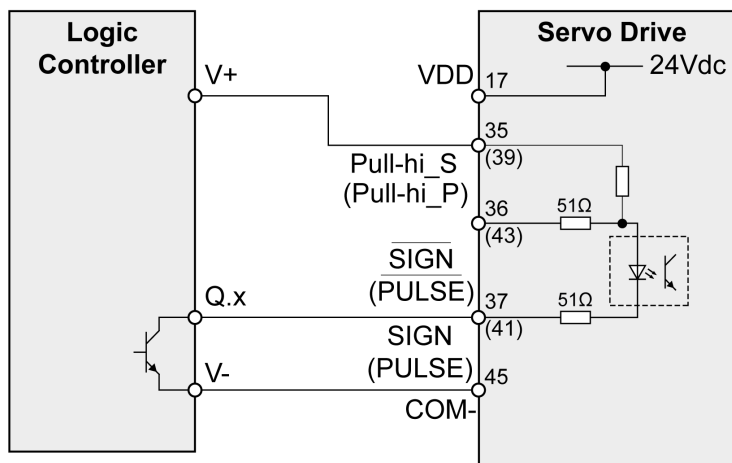 Logic
Controller
Servo Drive
V+
VDD
17
24Vdc
35
(39)
Pull-hi_S
(Pull-hi_P)
36
(43)
51Ω
SIGN
(PULSE)
Q.x
37
(41)
51Ω
SIGN
(PULSE)
V-
45
COM-